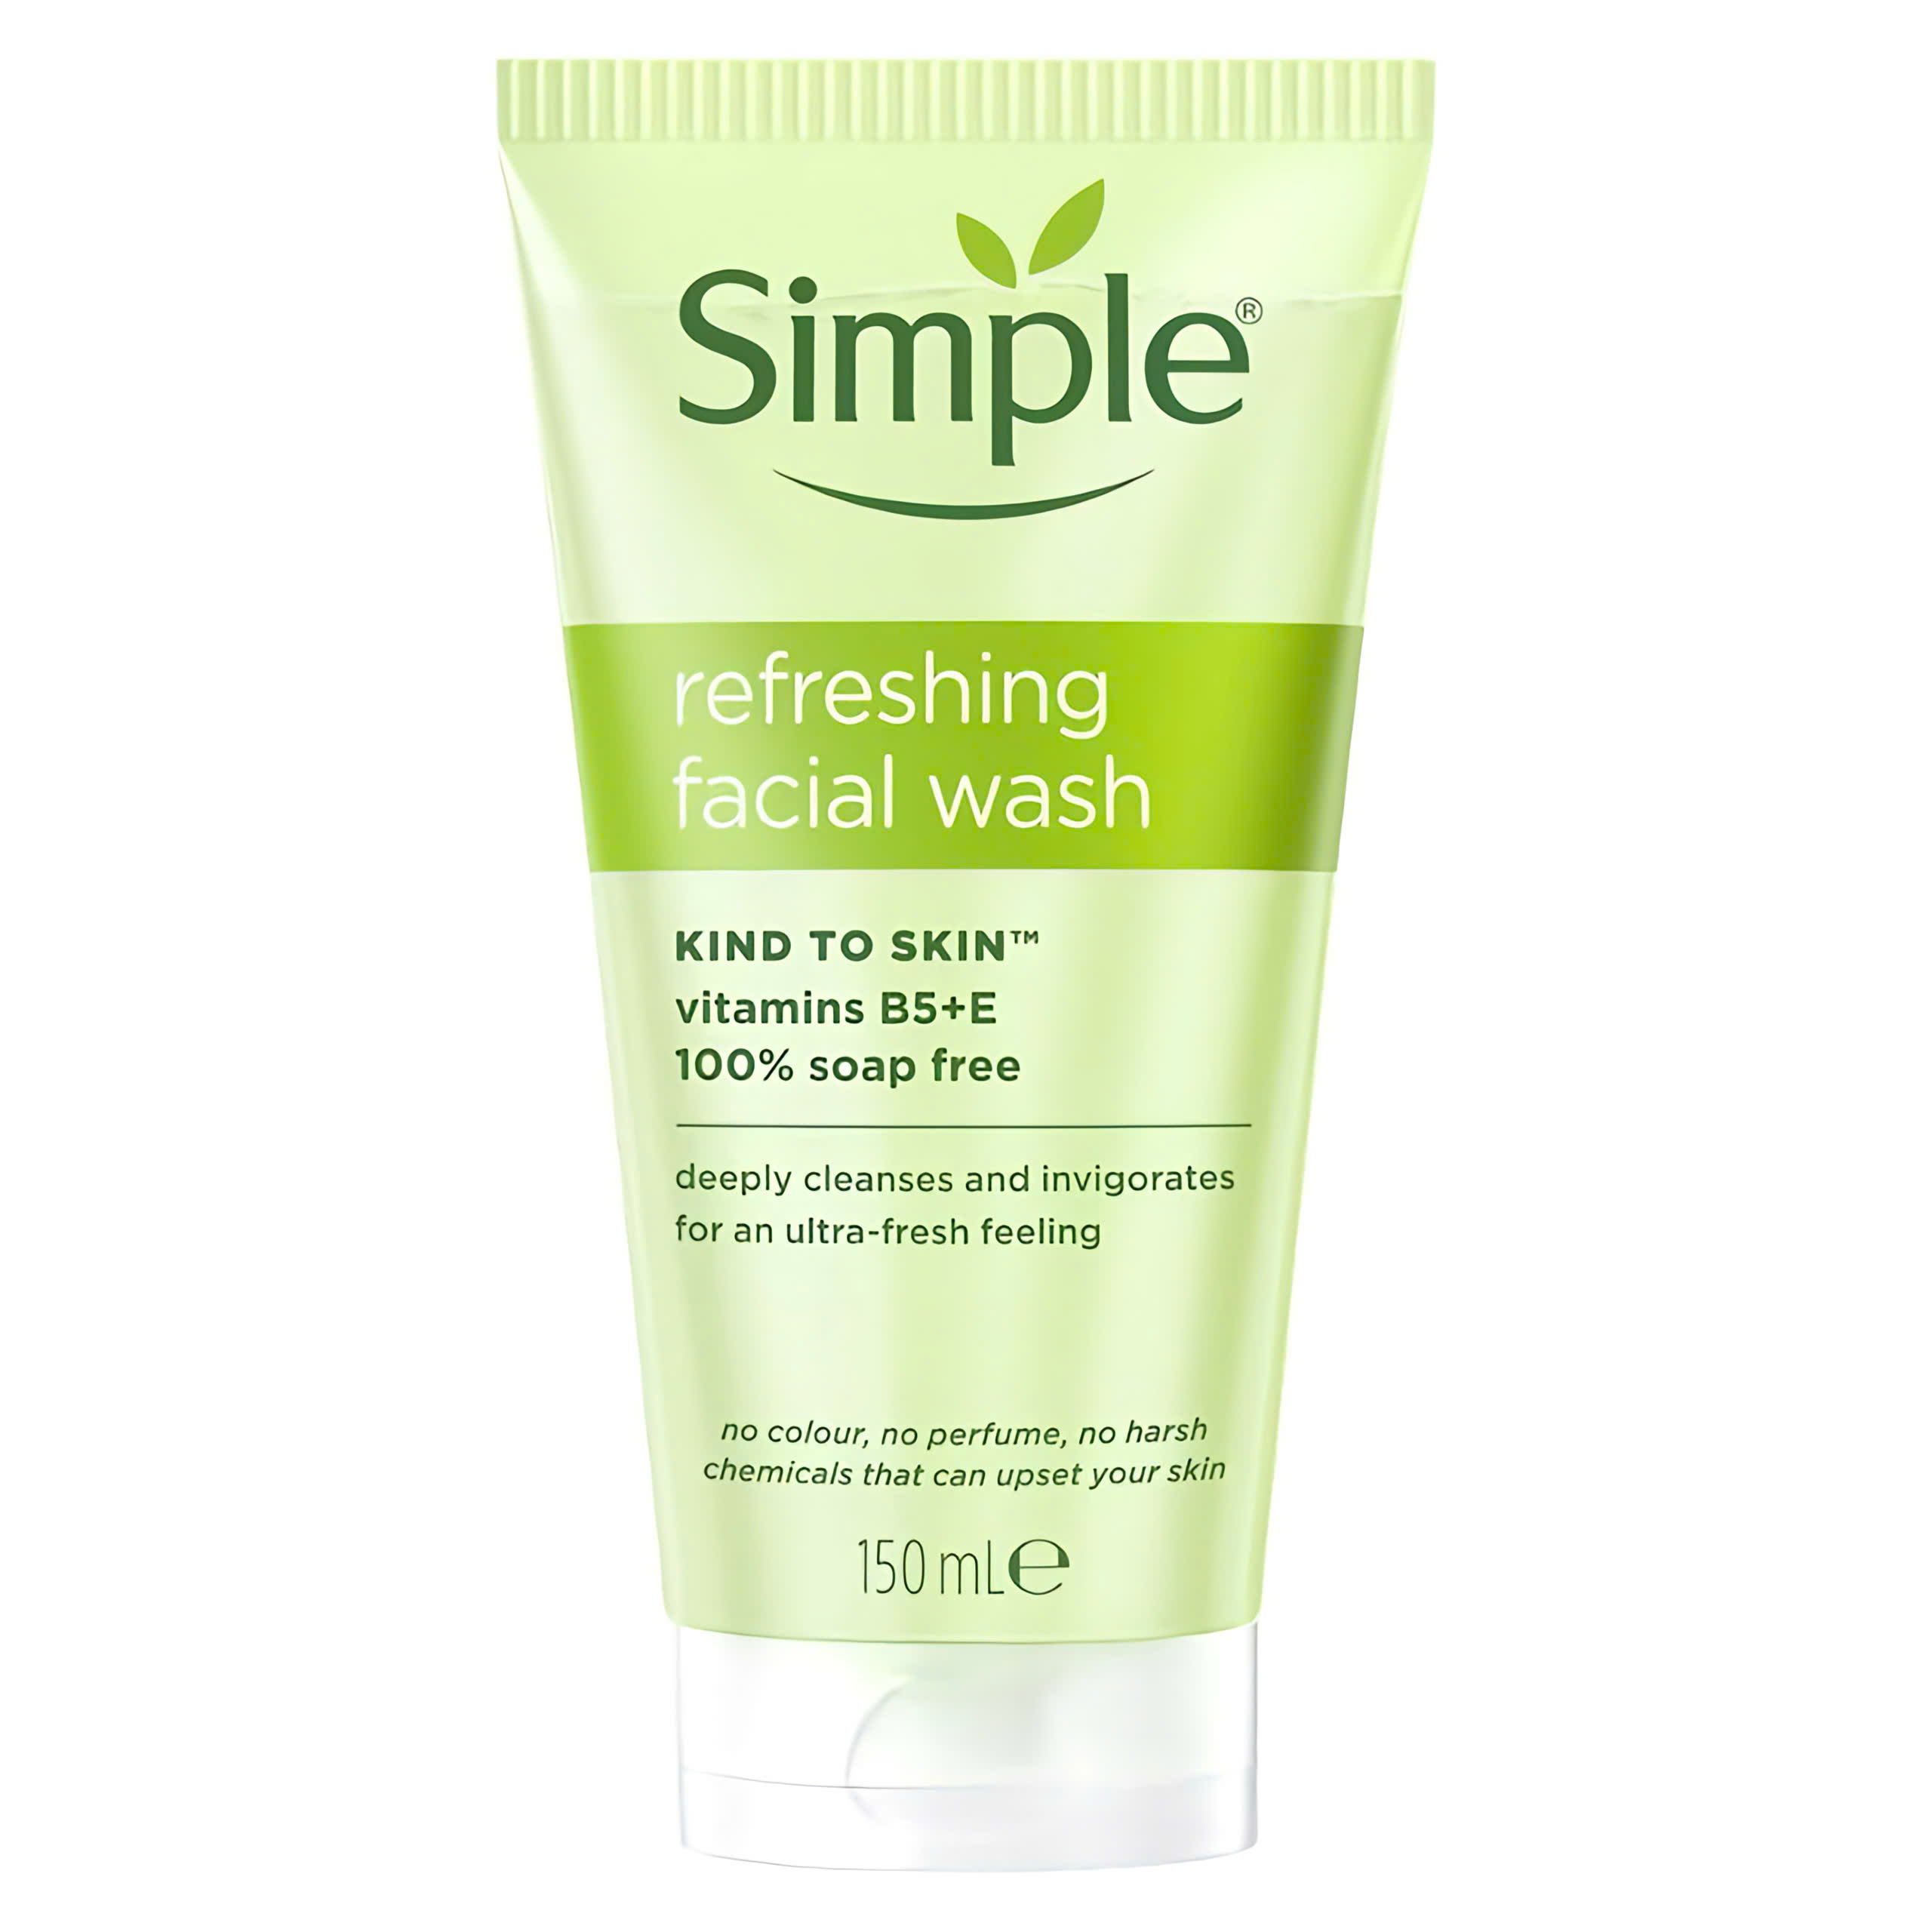 Simple®
refreshing
facial wash
KIND TO SKIN™
vitamins B5+E
100% soap free
deeply cleanses and invigorates
for an ultra-fresh feeling
no colour, no perfume, no harsh
chemicals that can upset your skin
150 mL℮